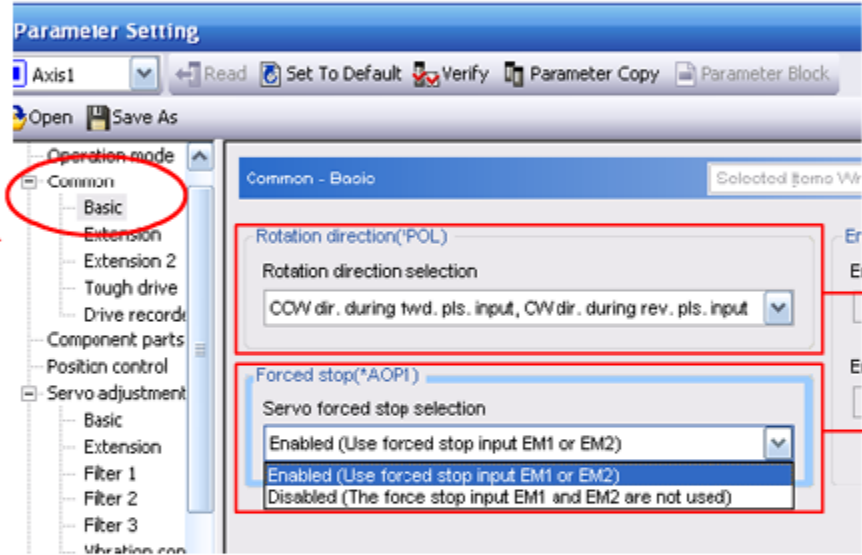 Parameter Setting
Axis1 Read Set To Default Verify Parameter Copy Parameter Block
Open Save As
Operation mode
Common
Basic
Extension
Extension 2
Tough drive
Drive recorde
Component parts
Position control
Servo adjustment
Basic
Extension
Filter 1
Filter 2
Filter 3
Vibration con
Common - Basic
Selected Items Wr
Rotation direction(*POL)
Rotation direction selection
CCW dir. during fwd. pls. input, CW dir. during rev. pls. input
Forced stop(*AOP1)
Servo forced stop selection
Enabled (Use forced stop input EM1 or EM2)
Enabled (Use forced stop input EM1 or EM2)
Disabled (The force stop input EM1 and EM2 are not used)
Er
E
E
E